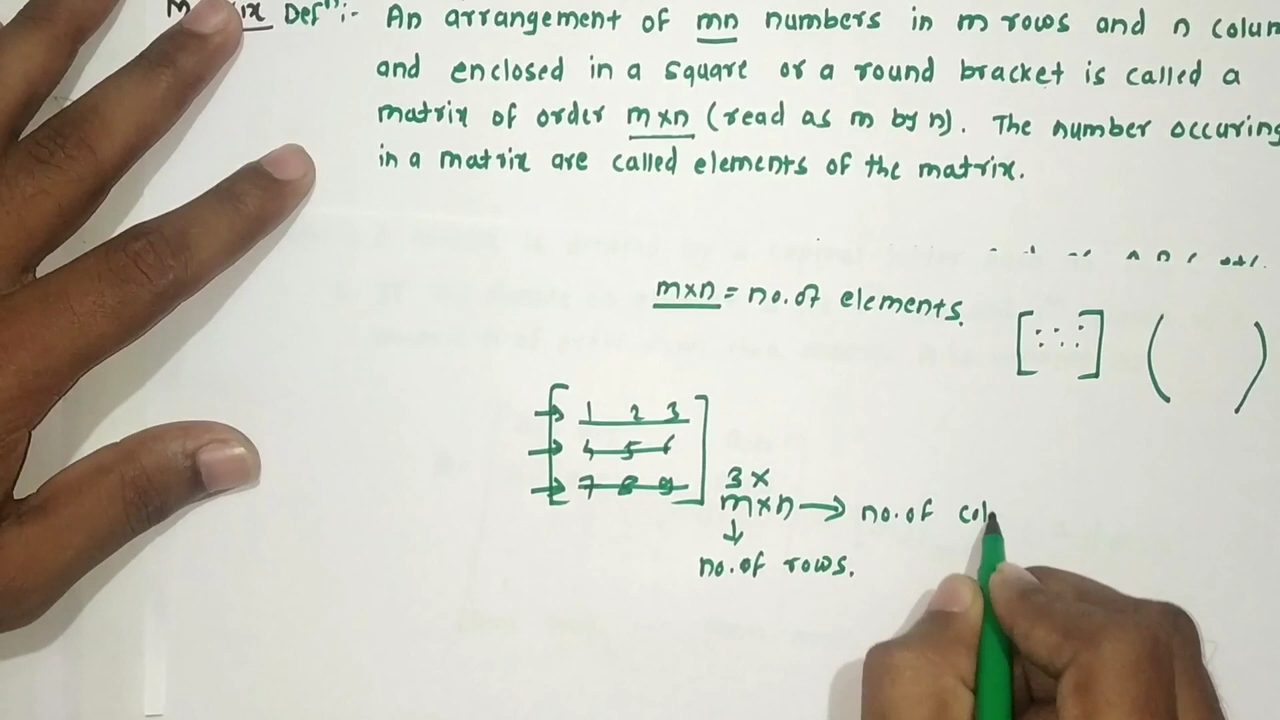 Defⁿ:- An arrangement of mn numbers in m rows and n colum
and enclosed in a square or a round bracket is called a
matrix of order m×n (read as m by n). The number occuring
in a matrix are called elements of the matrix.
m×n = no. of elements.
[ ] ( )
[ 1 2 3
4 5 6
7 8 9 ]
3 ×
m×n → no. of col
↓
no. of rows.